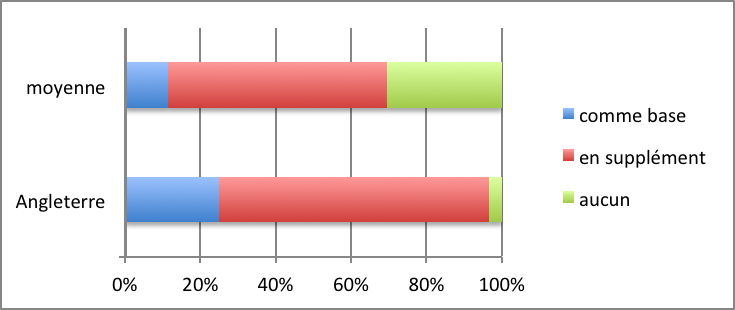 moyenne
Angleterre
0% 20% 40% 60% 80% 100%
comme base
en supplément
aucun